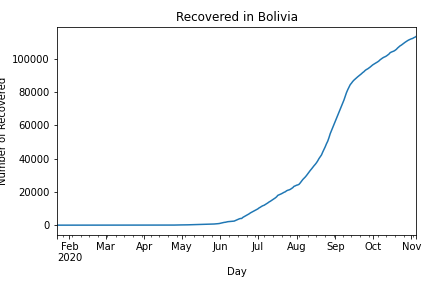 Recovered in Bolivia
Number of Recovered
100000
80000
60000
40000
20000
0
Feb Mar Apr May Jun Jul Aug Sep Oct Nov
2020
Day